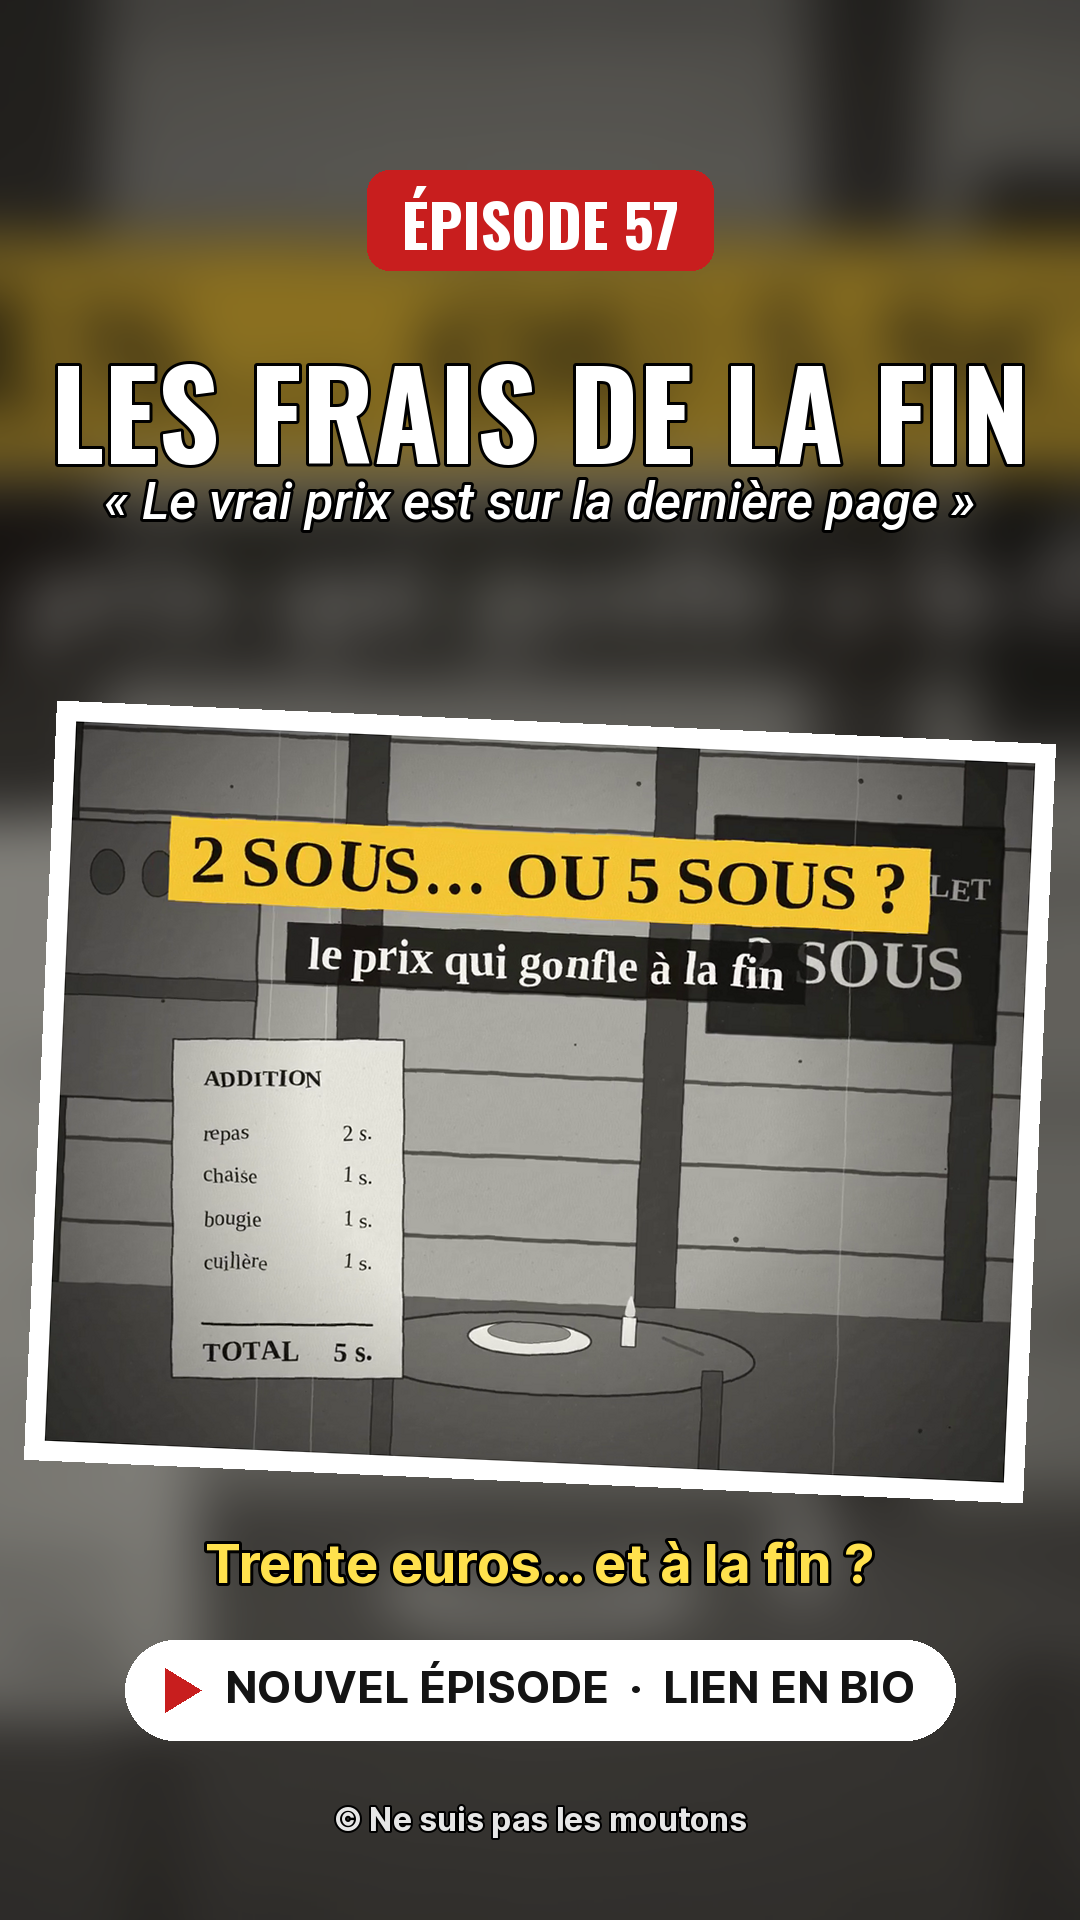 ÉPISODE 57
LES FRAIS DE LA FIN
« Le vrai prix est sur la dernière page »
2 SOUS… OU 5 SOUS ?
LET
le prix qui gonfle à la fin
SOUS
ADDITION
repas 2 s.
chaise 1 s.
bougie 1 s.
cuillère 1 s.
TOTAL 5 s.
Trente euros… et à la fin ?
NOUVEL ÉPISODE · LIEN EN BIO
© Ne suis pas les moutons